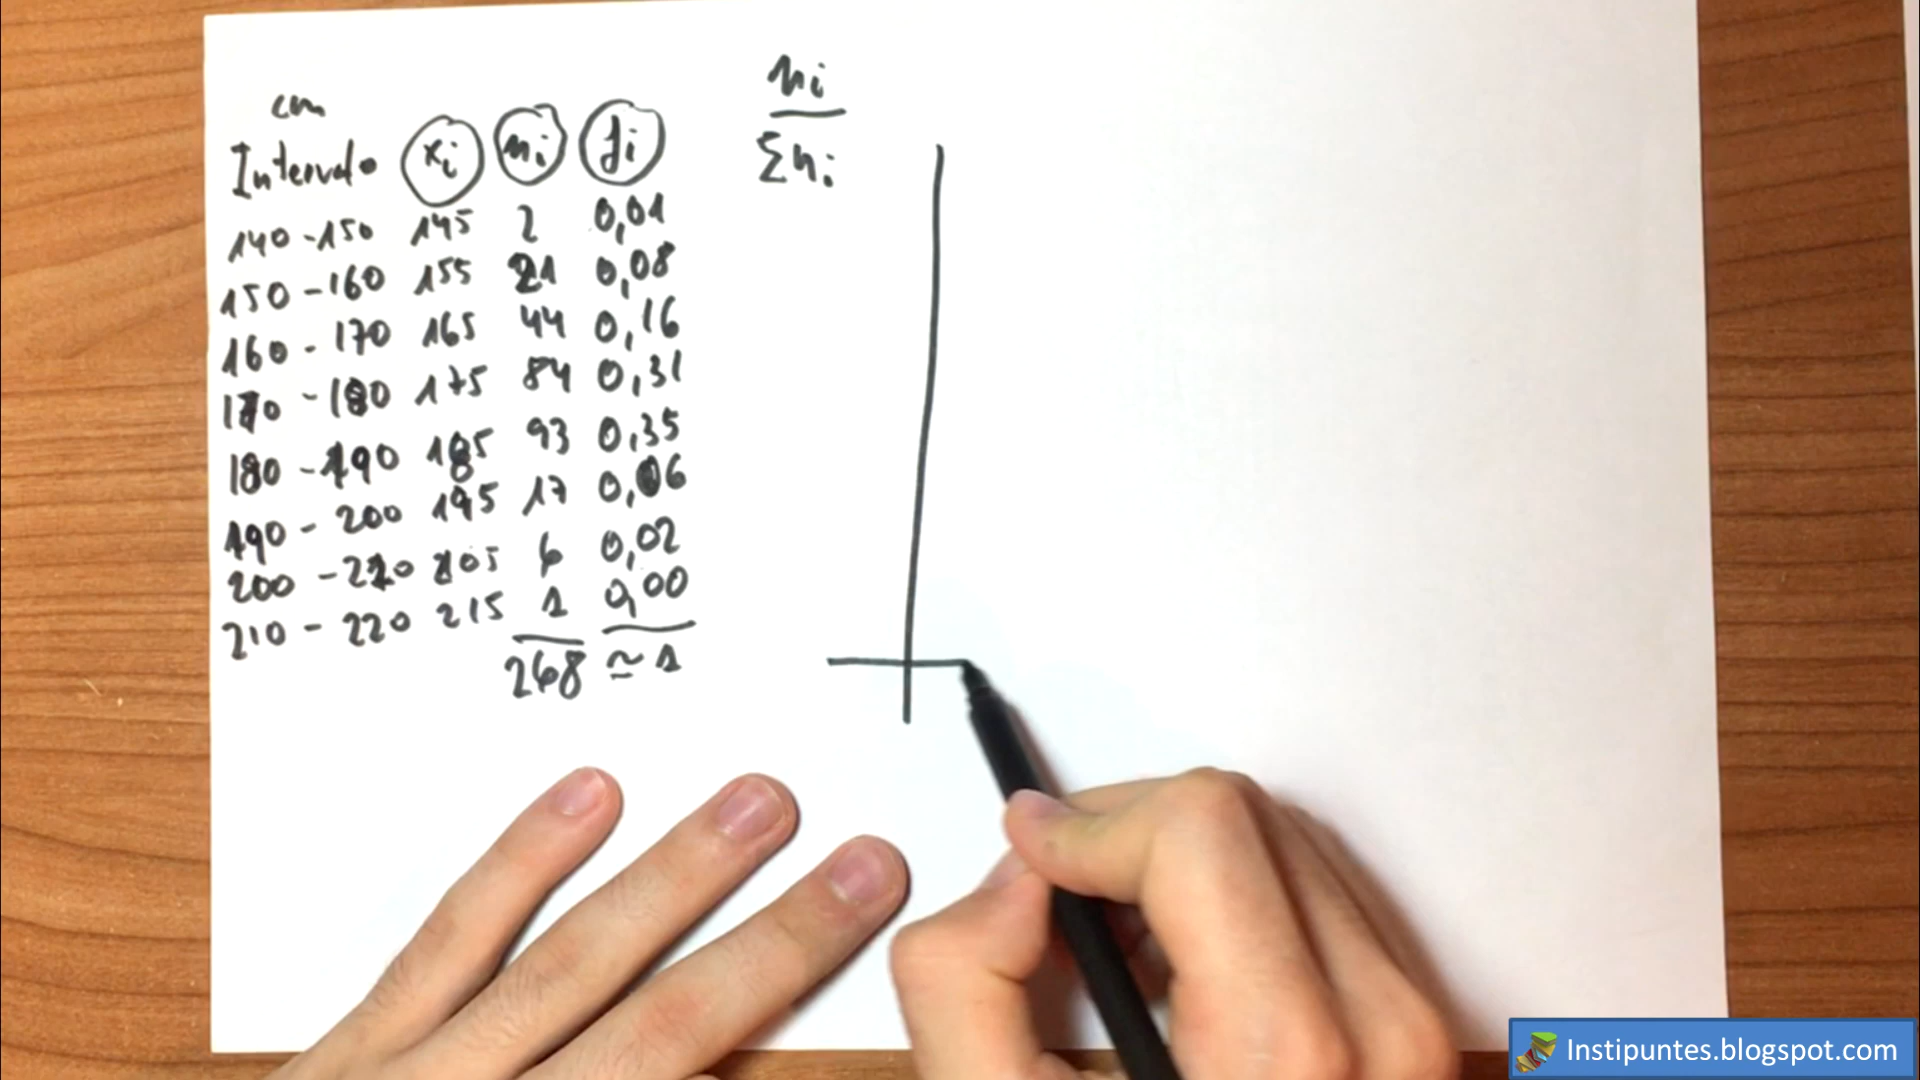 cm
Intervalo xi ni fi
140 - 150 145 2 0,01
150 - 160 155 21 0,08
160 - 170 165 44 0,16
170 - 180 175 84 0,31
180 - 190 185 93 0,35
190 - 200 195 17 0,06
200 - 210 205 6 0,02
210 - 220 215 1 0,00
268 ≃ 1
ni
Σni
Instipuntes.blogspot.com